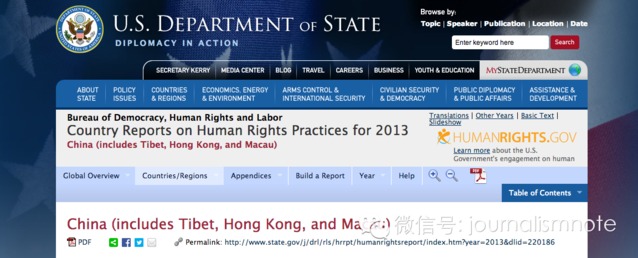 U.S. DEPARTMENT OF STATE
DIPLOMACY IN ACTION
Browse by:
Topic | Speaker | Publication | Location | Date
Enter keyword here
Search
SECRETARY KERRY
MEDIA CENTER
BLOG
TRAVEL
CAREERS
BUSINESS
YOUTH & EDUCATION
MYSTATEDEPARTMENT
ABOUT STATE
POLICY ISSUES
COUNTRIES & REGIONS
ECONOMICS, ENERGY & ENVIRONMENT
ARMS CONTROL & INTERNATIONAL SECURITY
CIVILIAN SECURITY & DEMOCRACY
PUBLIC DIPLOMACY & PUBLIC AFFAIRS
ASSISTANCE & DEVELOPMENT
Bureau of Democracy, Human Rights and Labor
Country Reports on Human Rights Practices for 2013
China (includes Tibet, Hong Kong, and Macau)
Translations | Other Years | Basic Text |
Slideshow
HUMANRIGHTS.GOV
Learn more about the U.S.
Government's engagement on human
Global Overview
Countries/Regions
Appendices
Build a Report
Year
Help
PDF
Table of Contents
China (includes Tibet, Hong Kong, and
微信号: journalismnote
PDF
Permalink: http://www.state.gov/j/drl/rls/hrrpt/humanrightsreport/index.htm?year=2013&dlid=220186